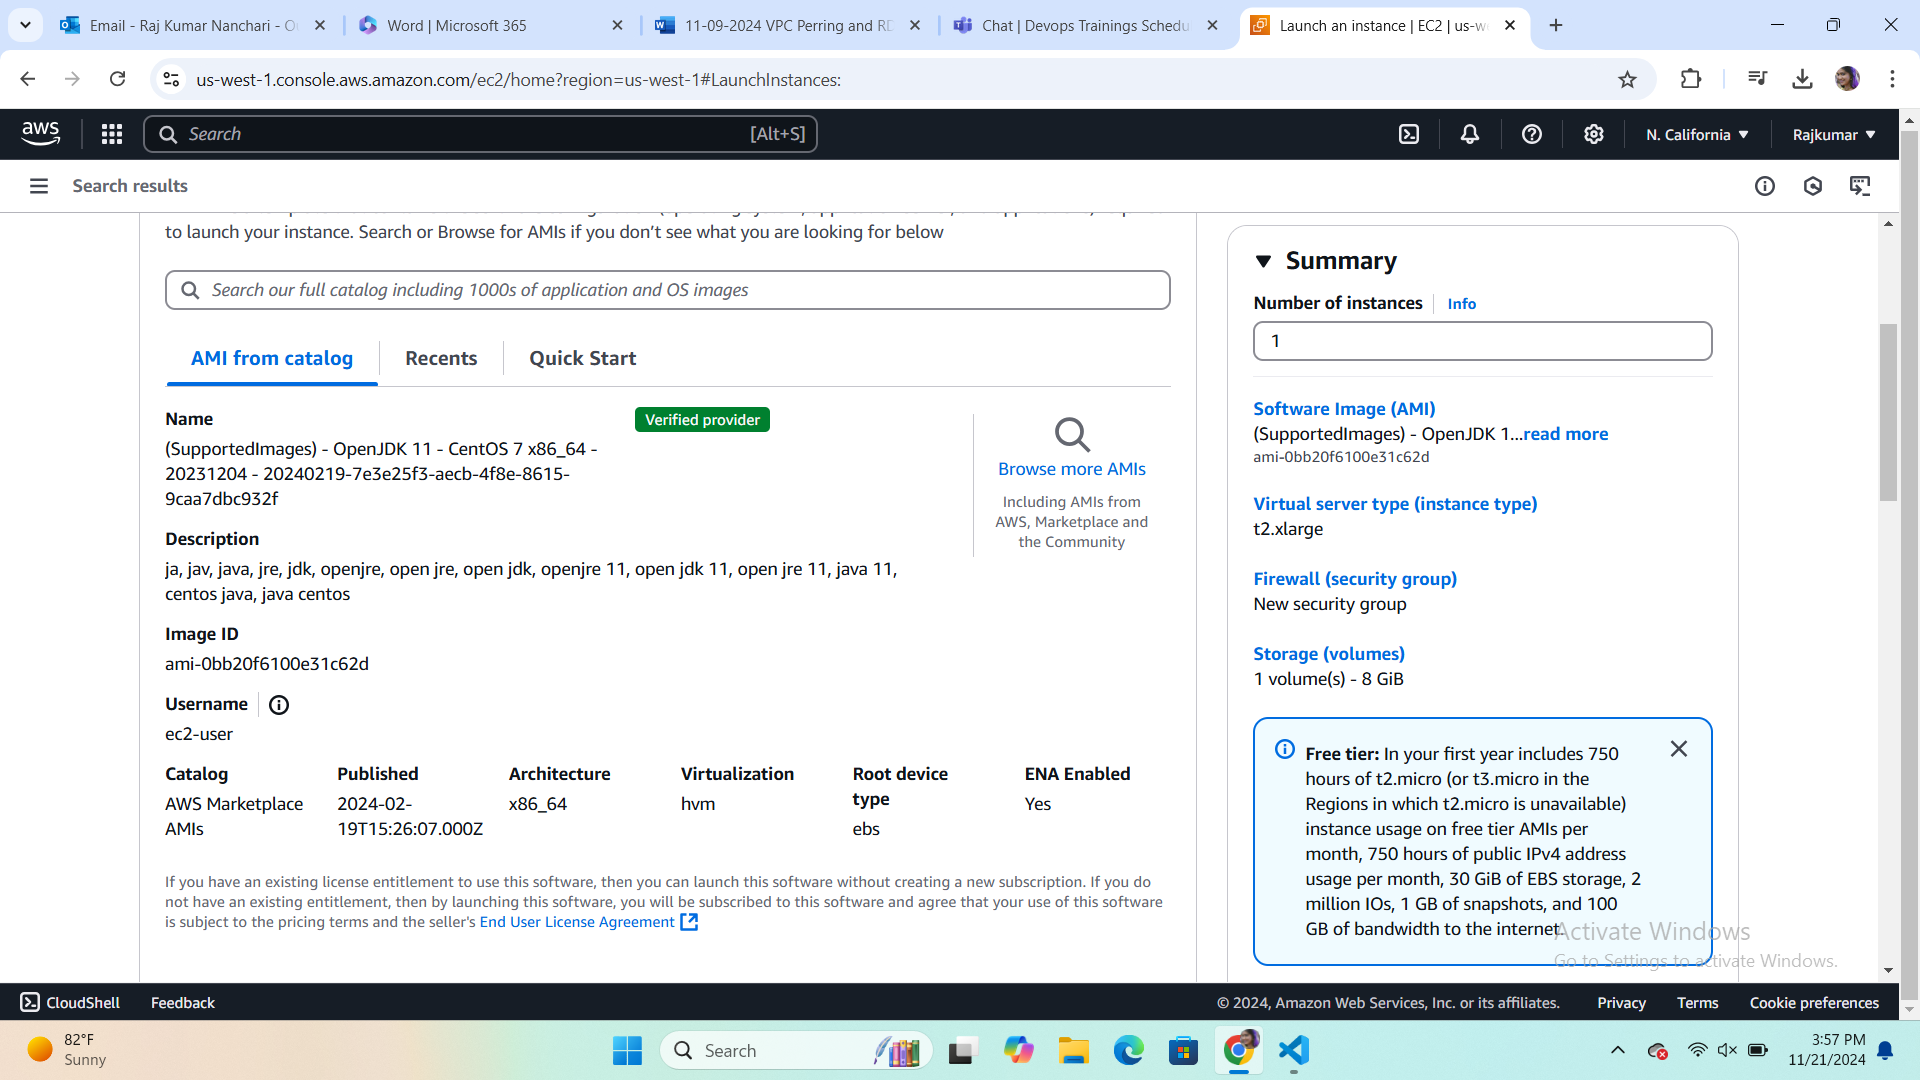 Email - Raj Kumar Nanchari - O
Word | Microsoft 365
11-09-2024 VPC Perring and RD
Chat | Devops Trainings Schedu
Launch an instance | EC2 | us-w
us-west-1.console.aws.amazon.com/ec2/home?region=us-west-1#LaunchInstances:
aws
Search
[Alt+S]
N. California
Rajkumar
Search results
to launch your instance. Search or Browse for AMIs if you don’t see what you are looking for below
Search our full catalog including 1000s of application and OS images
AMI from catalog
Recents
Quick Start
Name
Verified provider
(SupportedImages) - OpenJDK 11 - CentOS 7 x86_64 -
20231204 - 20240219-7e3e25f3-aecb-4f8e-8615-
9caa7dbc932f
Browse more AMIs
Including AMIs from
AWS, Marketplace and
the Community
Description
ja, jav, java, jre, jdk, openjre, open jre, open jdk, openjre 11, open jdk 11, open jre 11, java 11,
centos java, java centos
Image ID
ami-0bb20f6100e31c62d
Username
ec2-user
Catalog
AWS Marketplace
AMIs
Published
2024-02-
19T15:26:07.000Z
Architecture
x86_64
Virtualization
hvm
Root device
type
ebs
ENA Enabled
Yes
If you have an existing license entitlement to use this software, then you can launch this software without creating a new subscription. If you do
not have an existing entitlement, then by launching this software, you will be subscribed to this software and agree that your use of this software
is subject to the pricing terms and the seller's End User License Agreement
Summary
Number of instances
Info
1
Software Image (AMI)
(SupportedImages) - OpenJDK 1...read more
ami-0bb20f6100e31c62d
Virtual server type (instance type)
t2.xlarge
Firewall (security group)
New security group
Storage (volumes)
1 volume(s) - 8 GiB
Free tier: In your first year includes 750
hours of t2.micro (or t3.micro in the
Regions in which t2.micro is unavailable)
instance usage on free tier AMIs per
month, 750 hours of public IPv4 address
usage per month, 30 GiB of EBS storage, 2
million IOs, 1 GB of snapshots, and 100
GB of bandwidth to the internet.
Activate Windows
Go to Settings to activate Windows.
CloudShell
Feedback
© 2024, Amazon Web Services, Inc. or its affiliates.
Privacy
Terms
Cookie preferences
82°F
Sunny
Search
3:57 PM
11/21/2024